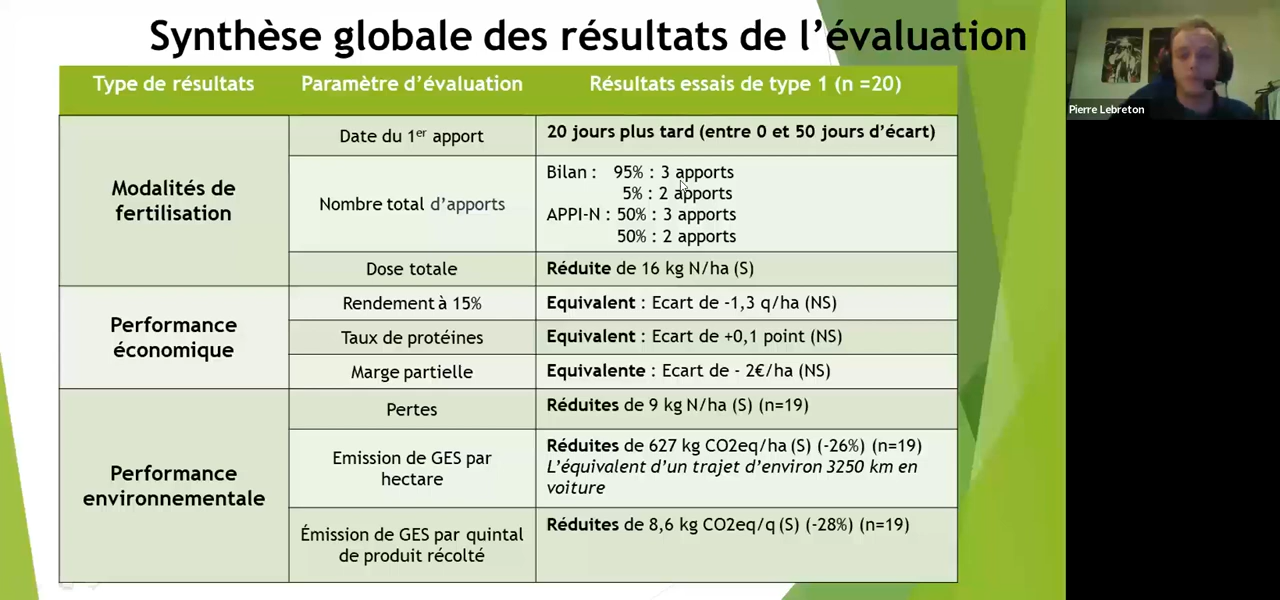 Synthèse globale des résultats de l’évaluation
Type de résultats
Paramètre d’évaluation
Résultats essais de type 1 (n =20)
Modalités de
fertilisation
Date du 1er apport
20 jours plus tard (entre 0 et 50 jours d’écart)
Nombre total d’apports
Bilan : 95% : 3 apports
5% : 2 apports
APPI-N : 50% : 3 apports
50% : 2 apports
Dose totale
Réduite de 16 kg N/ha (S)
Performance
économique
Rendement à 15%
Equivalent : Ecart de -1,3 q/ha (NS)
Taux de protéines
Equivalent : Ecart de +0,1 point (NS)
Marge partielle
Equivalente : Ecart de - 2€/ha (NS)
Performance
environnementale
Pertes
Réduites de 9 kg N/ha (S) (n=19)
Emission de GES par
hectare
Réduites de 627 kg CO2eq/ha (S) (-26%) (n=19)
L’équivalent d’un trajet d’environ 3250 km en
voiture
Émission de GES par quintal
de produit récolté
Réduites de 8,6 kg CO2eq/q (S) (-28%) (n=19)
Pierre Lebreton